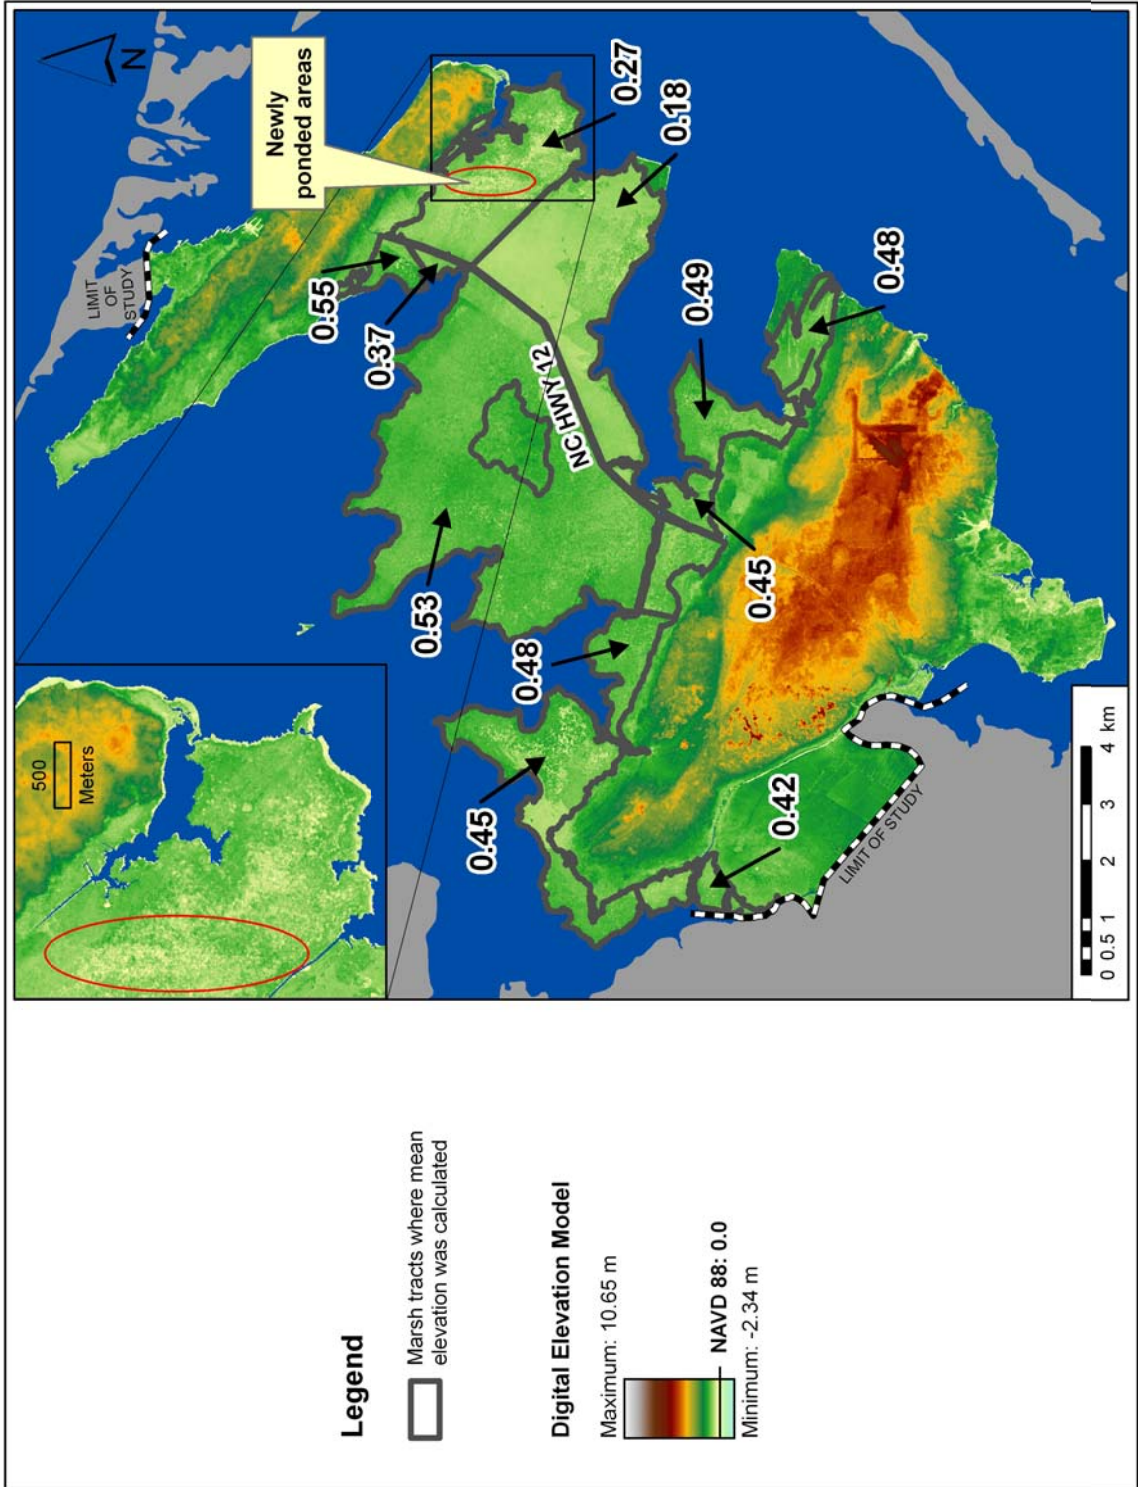 N
Newly
ponded areas
LIMIT
OF
STUDY
0.55
0.37
0.27
0.18
NC HWY 12
0.53
0.49
0.48
0.48
0.45
0.45
0.42
LIMIT OF STUDY
500
Meters
0 0.5 1 2 3 4 km
Legend
Marsh tracts where mean
elevation was calculated
Digital Elevation Model
Maximum: 10.65 m
NAVD 88: 0.0
Minimum: -2.34 m